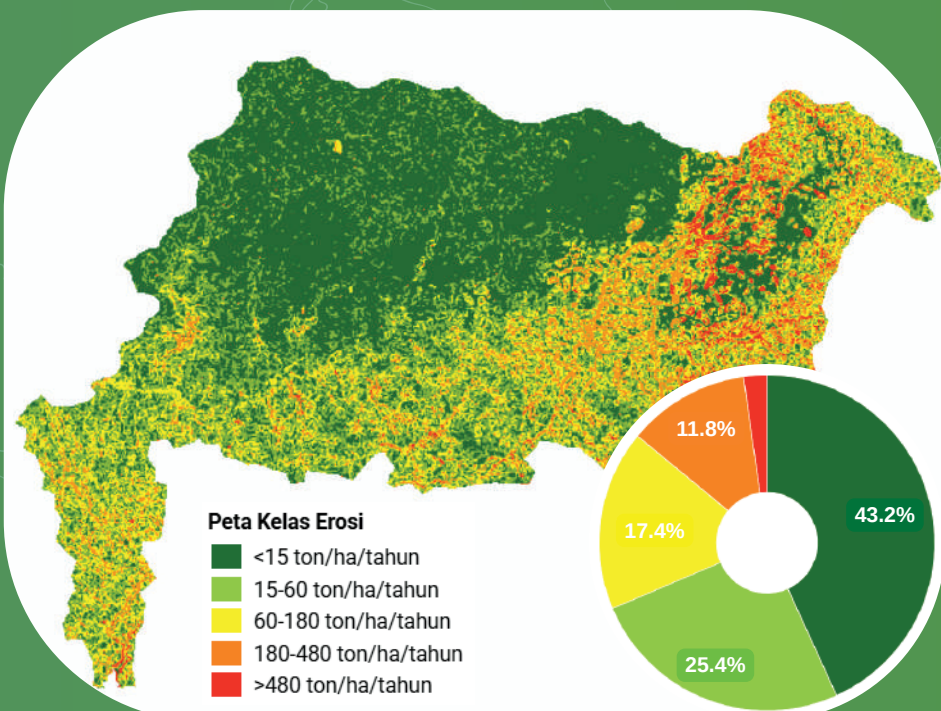 Peta Kelas Erosi
<15 ton/ha/tahun
15-60 ton/ha/tahun
60-180 ton/ha/tahun
180-480 ton/ha/tahun
>480 ton/ha/tahun
11.8%
43.2%
17.4%
25.4%